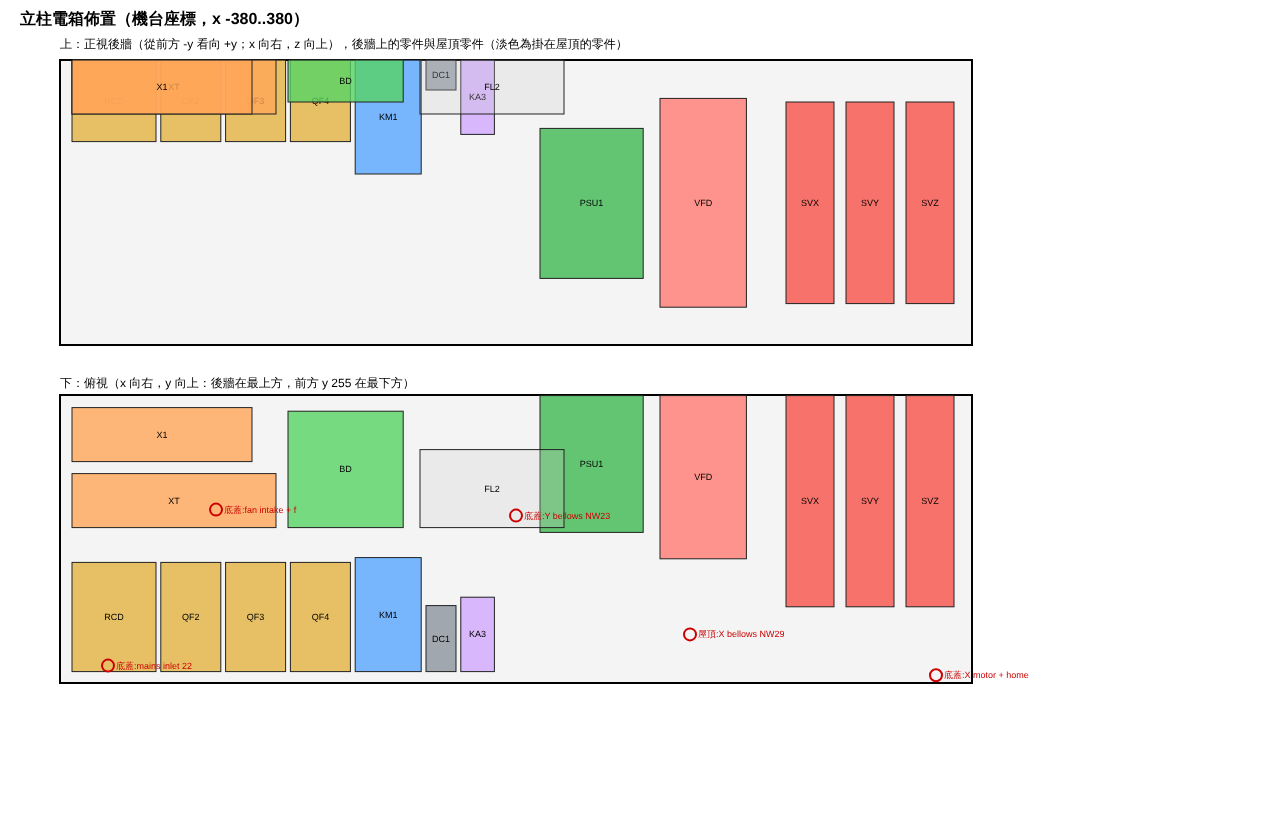 立柱電箱佈置（機台座標，x -380..380）
上：正視後牆（從前方 -y 看向 +y；x 向右，z 向上），後牆上的零件與屋頂零件（淡色為掛在屋頂的零件）
X1
XT
F3
BD
QF4
KM1
DC1
KA3
FL2
PSU1
VFD
SVX
SVY
SVZ
下：俯視（x 向右，y 向上：後牆在最上方，前方 y 255 在最下方）
X1
BD
PSU1
VFD
FL2
XT
SVX
SVY
SVZ
底蓋:fan intake + f
底蓋:Y bellows NW23
RCD
QF2
QF3
QF4
KM1
DC1
KA3
屋頂:X bellows NW29
底蓋:mains inlet 22
底蓋:X motor + home